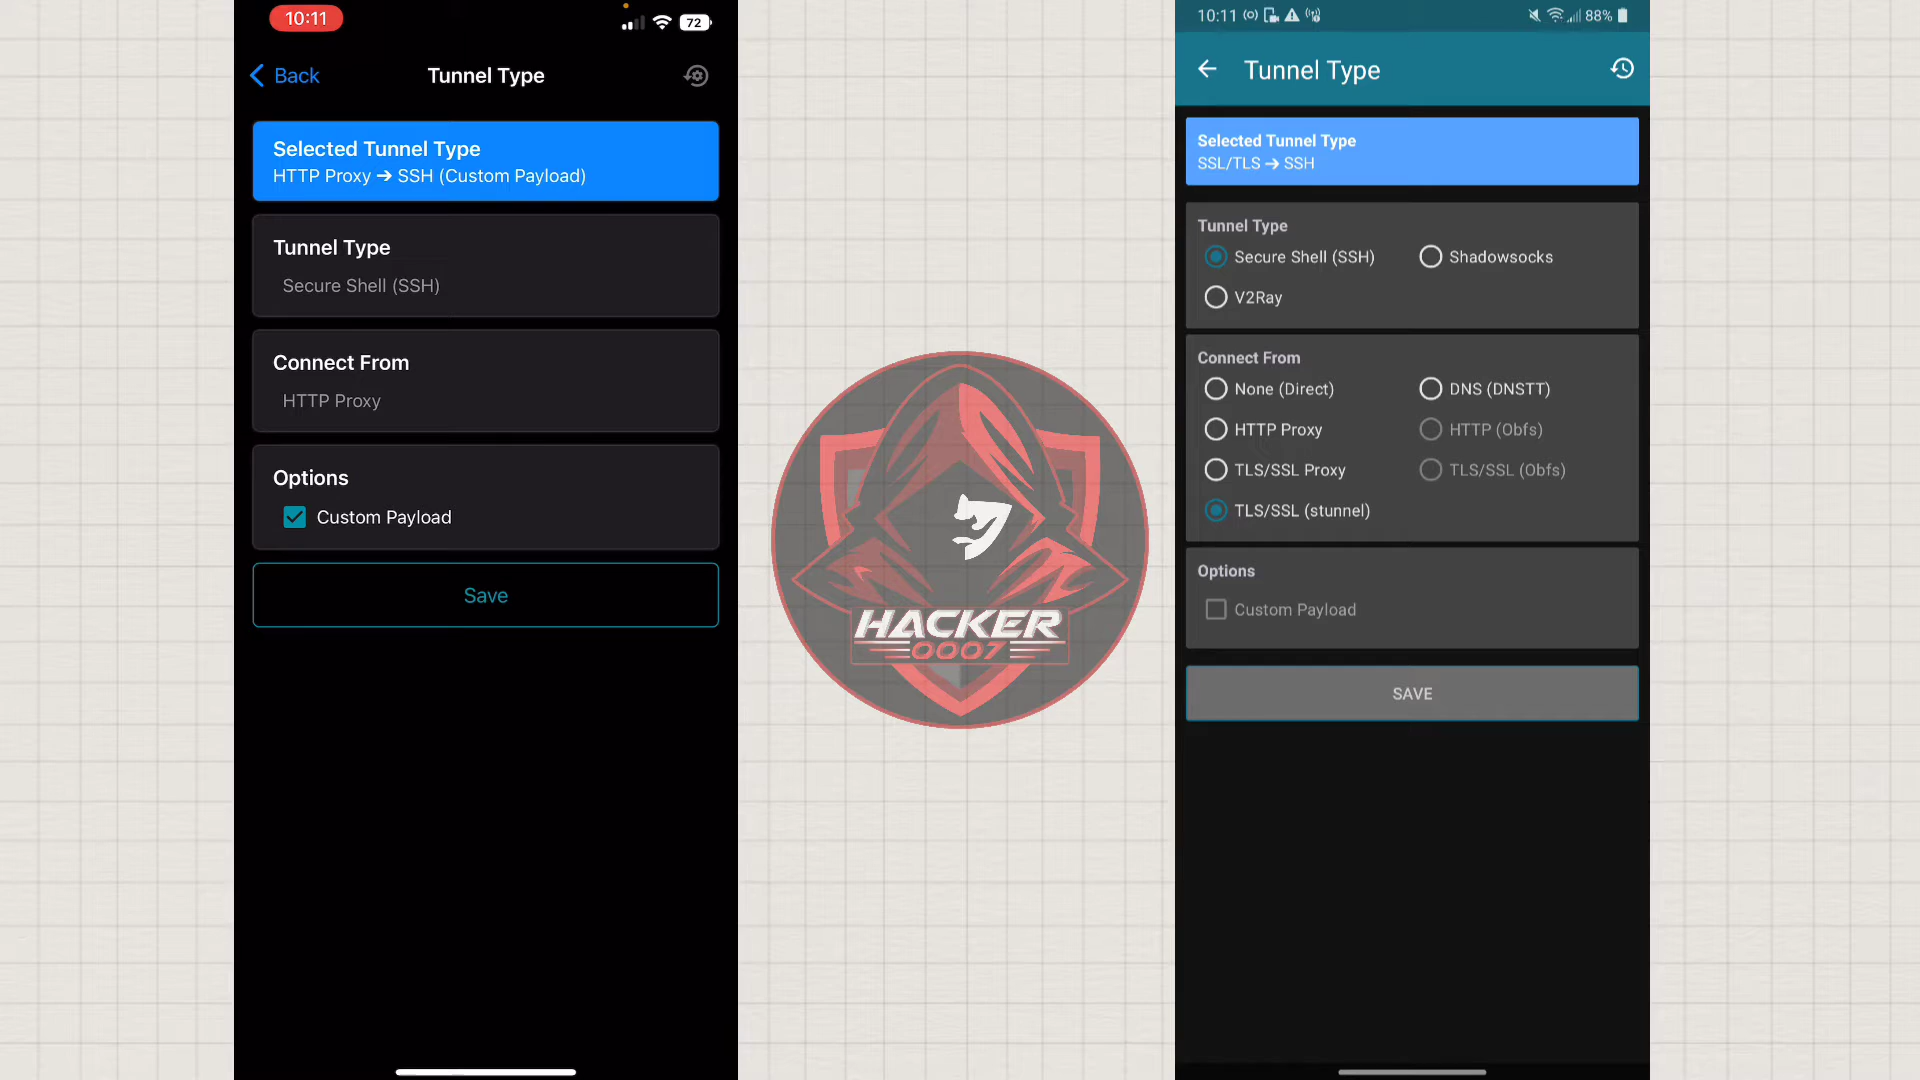 10:11
72
Back
Tunnel Type
Selected Tunnel Type
HTTP Proxy → SSH (Custom Payload)
Tunnel Type
Secure Shell (SSH)
Connect From
HTTP Proxy
Options
Custom Payload
Save
HACKER
0007
10:11
88%
Tunnel Type
Selected Tunnel Type
SSL/TLS → SSH
Tunnel Type
Secure Shell (SSH)
Shadowsocks
V2Ray
Connect From
None (Direct)
DNS (DNSTT)
HTTP Proxy
HTTP (Obfs)
TLS/SSL Proxy
TLS/SSL (Obfs)
TLS/SSL (stunnel)
Options
Custom Payload
SAVE